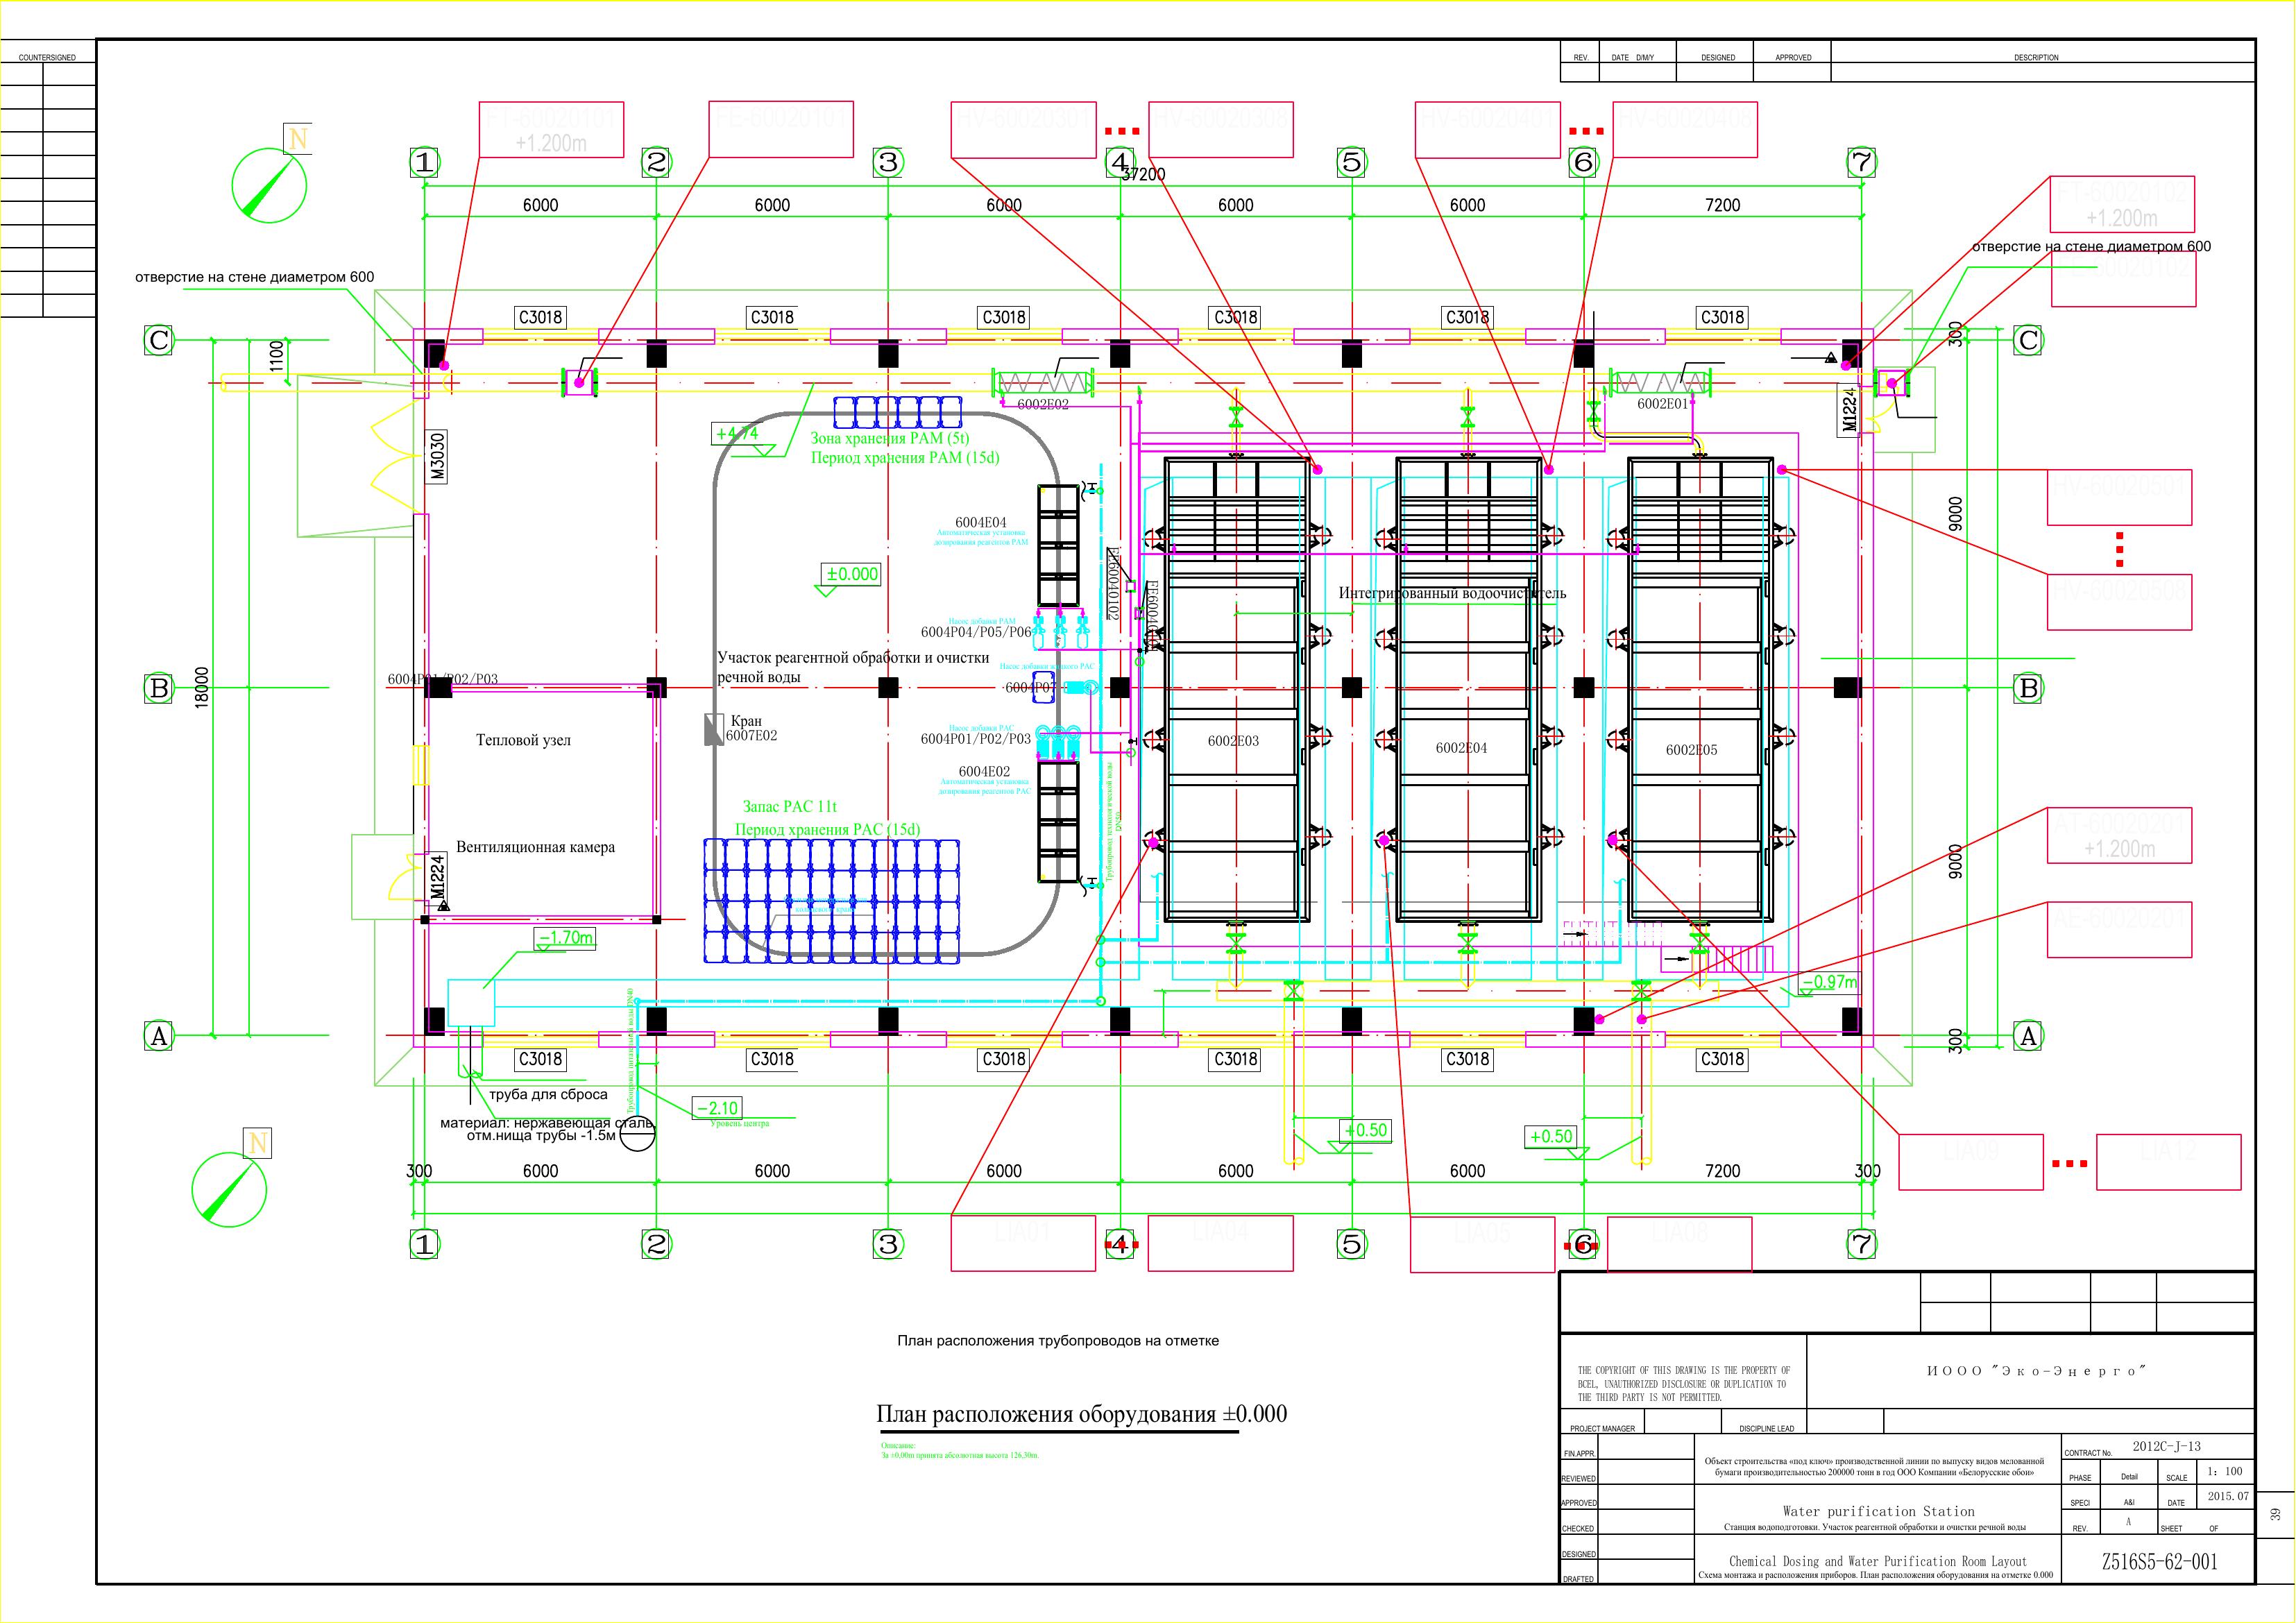 COUNTERSIGNED
REV.
DATE D/M/Y
DESIGNED
APPROVED
DESCRIPTION
N
FT-60020101
+1.200m
FE-60020101
HV-60020301
HV-60020308
HV-60020401
HV-60020408
1
2
3
4
5
6
7
37200
6000
6000
6000
6000
6000
7200
FT-60020102
+1.200m
отверстие на стене диаметром 600
отверстие на стене диаметром 600
C3018
C3018
C3018
C3018
C3018
C3018
C
C
1100
300
6002E02
6002E01
M1224
M3030
+4.74
Зона хранения PAM (5t)
Период хранения PAM (15d)
HV-60020501
9000
6004E04
Автоматическая установка
дозирования реагентов PAM
±0.000
HV-60020508
Интегрированный водоочиститель
Насос добавки PAM
6004P04/P05/P06
Участок реагентной обработки и очистки
речной воды
6004P01/P02/P03
6004P07
B
B
18000
Кран
6007E02
Насос добавки PAC
6004P01/P02/P03
Тепловой узел
6002E03
6002E04
6002E05
6004E02
Автоматическая установка
дозирования реагентов PAC
Запас PAC 11t
Период хранения PAC (15d)
AT-60020201
+1.200m
Вентиляционная камера
M1224
9000
-1.70m
-0.97m
A
A
300
C3018
C3018
C3018
C3018
C3018
C3018
труба для сброса
-2.10
Уровень центра
материал: нержавеющая сталь,
отм.нища трубы -1.5м
+0.50
+0.50
N
LIA09
LIA12
300
6000
6000
6000
6000
6000
7200
300
LIA01
LIA04
LIA05
LIA08
1
2
3
4
5
6
7
План расположения трубопроводов на отметке
План расположения оборудования ±0.000
Описание:
За ±0.00m принята абсолютная высота 126.30m.
THE COPYRIGHT OF THIS DRAWING IS THE PROPERTY OF
BCEL, UNAUTHORIZED DISCLOSURE OR DUPLICATION TO
THE THIRD PARTY IS NOT PERMITTED.
ИООО "Эко-Энерго"
PROJECT MANAGER
DISCIPLINE LEAD
FIN.APPR.
REVIEWED
APPROVED
CHECKED
DESIGNED
DRAFTED
Объект строительства «под ключ» производственной линии по выпуску видов мелованной
бумаги производительностью 200000 тонн в год ООО Компании «Белорусские обои»
CONTRACT No.
2012C-J-13
PHASE
Detail
SCALE
1: 100
SPECI
A&I
DATE
2015.07
REV.
A
SHEET
OF
Water purification Station
Станция водоподготовки. Участок реагентной обработки и очистки речной воды
Chemical Dosing and Water Purification Room Layout
Схема монтажа и расположения приборов. План расположения оборудования на отметке 0.000
Z516S5-62-001
39